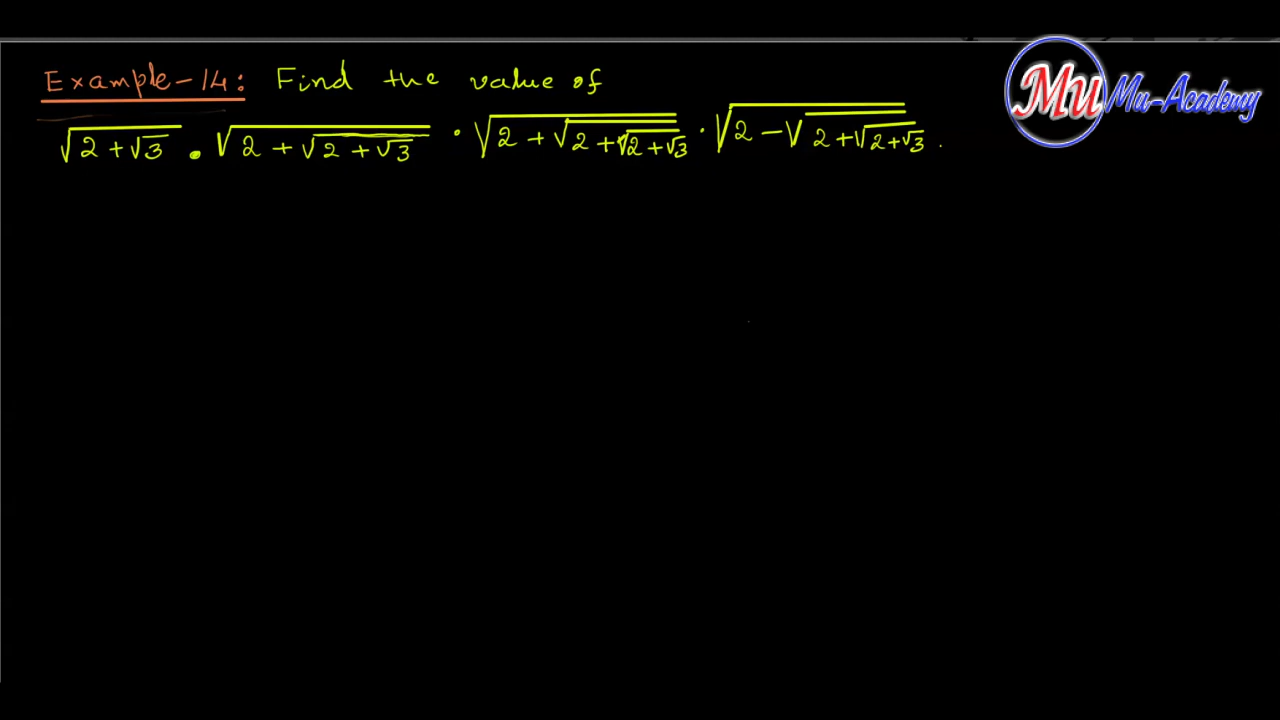 Example-14: Find the value of
√(2+√3) . √(2+√(2+√3)) · √(2+√(2+√(2+√3))) · √(2-√(2+√(2+√3))) .
Mu Mu-Academy